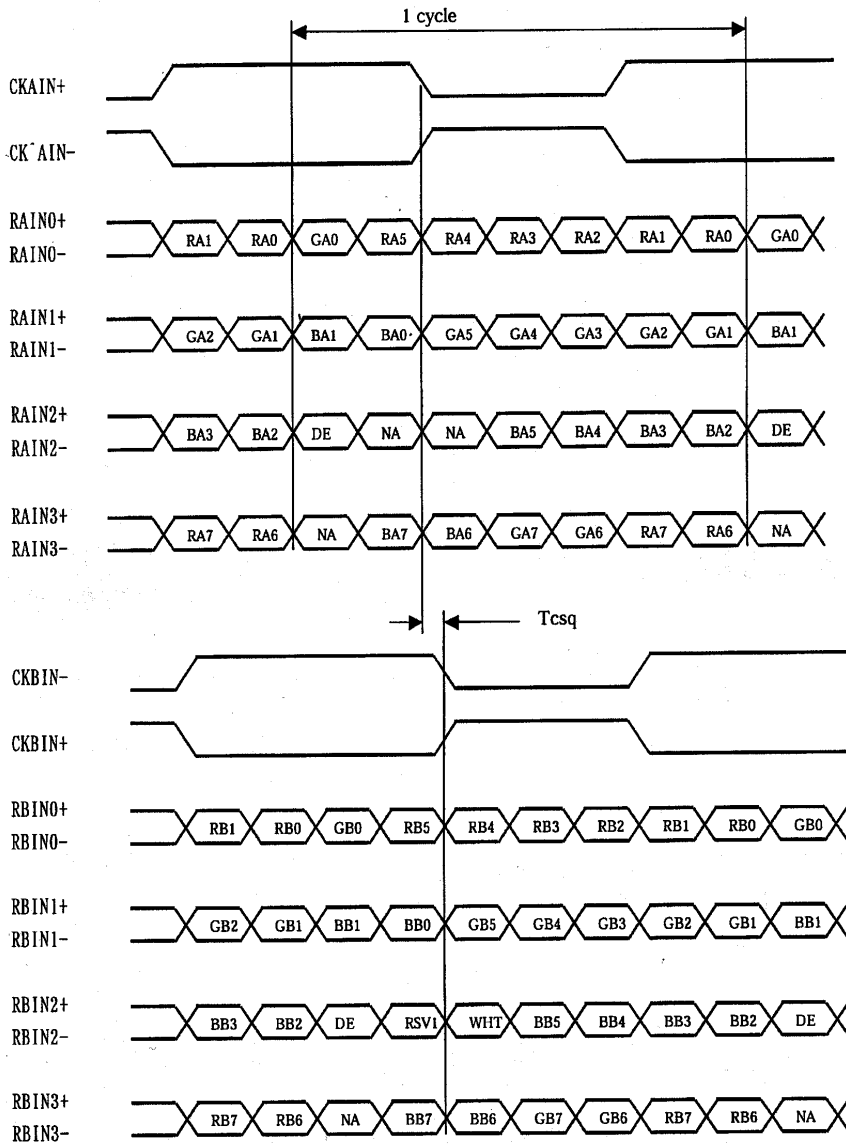 1 cycle
CKAIN+
CK^AIN-
RAIN0+
RA1 RA0 GA0 RA5 RA4 RA3 RA2 RA1 RA0 GA0
RAIN0-
RAIN1+
GA2 GA1 BA1 BA0 GA5 GA4 GA3 GA2 GA1 BA1
RAIN1-
RAIN2+
BA3 BA2 DE NA NA BA5 BA4 BA3 BA2 DE
RAIN2-
RAIN3+
RA7 RA6 NA BA7 BA6 GA7 GA6 RA7 RA6 NA
RAIN3-
Tcsq
CKBIN-
CKBIN+
RBIN0+
RB1 RB0 GB0 RB5 RB4 RB3 RB2 RB1 RB0 GB0
RBIN0-
RBIN1+
GB2 GB1 BB1 BB0 GB5 GB4 GB3 GB2 GB1 BB1
RBIN1-
RBIN2+
BB3 BB2 DE RSV1 WHT BB5 BB4 BB3 BB2 DE
RBIN2-
RBIN3+
RB7 RB6 NA BB7 BB6 GB7 GB6 RB7 RB6 NA
RBIN3-